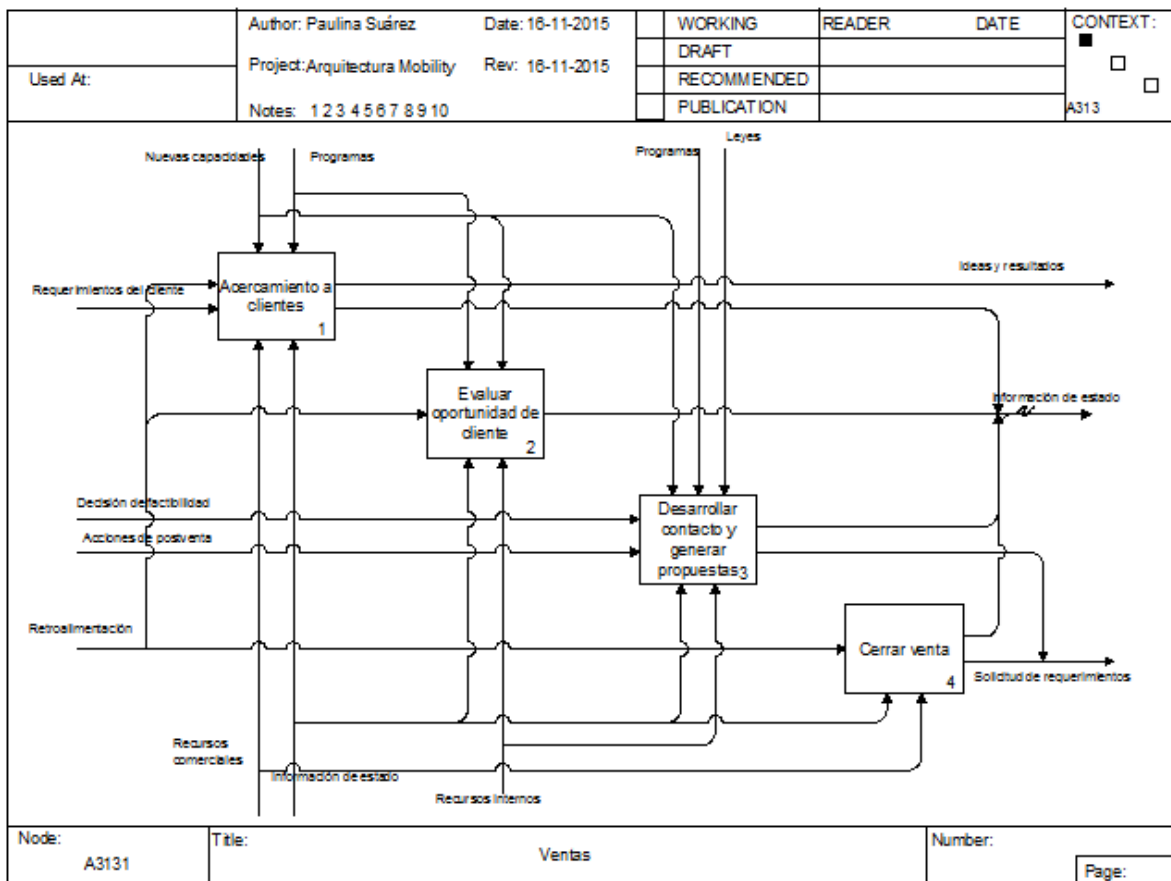 Used At:
Author: Paulina Suárez
Date: 16-11-2015
Project: Arquitectura Mobility
Rev: 16-11-2015
Notes: 1 2 3 4 5 6 7 8 9 10
WORKING
DRAFT
RECOMMENDED
PUBLICATION
READER
DATE
CONTEXT:
A313
Nuevas capacidades
Programas
Programas
Leyes
Requerimientos del cliente
Acercamiento a
clientes
1
Ideas y resultados
Evaluar
oportunidad de
cliente
2
Información de estado
Decisión de factibilidad
Acciones de postventa
Desarrollar
contacto y
generar
propuestas 3
Retroalimentación
Cerrar venta
4
Solicitud de requerimientos
Recursos
comerciales
Información de estado
Recursos Internos
Node:
A3131
Title:
Ventas
Number:
Page: